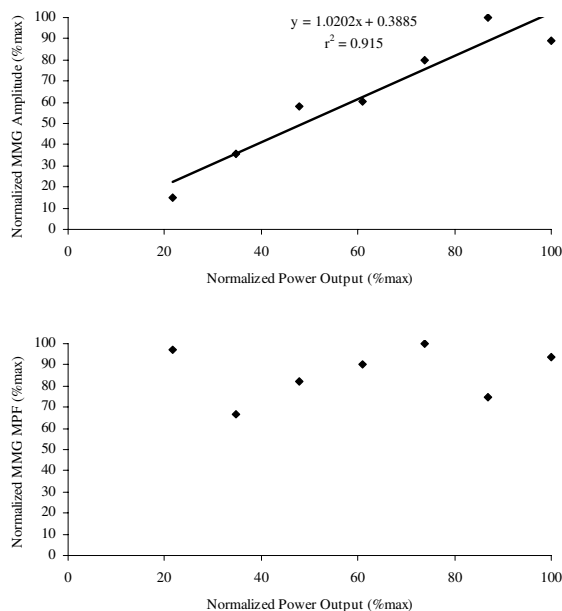 y = 1.0202x + 0.3885
r² = 0.915
Normalized MMG Amplitude (%max)
100
90
80
70
60
50
40
30
20
10
0
0 20 40 60 80 100
Normalized Power Output (%max)
Normalized MMG MPF (%max)
100
90
80
70
60
50
40
30
20
10
0
0 20 40 60 80 100
Normalized Power Output (%max)